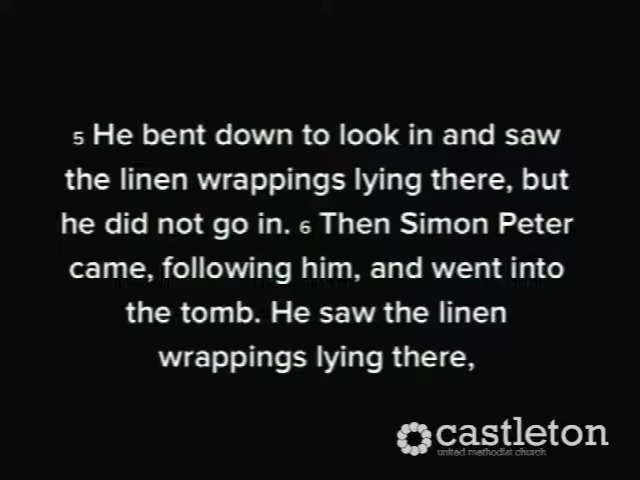 5 He bent down to look in and saw
the linen wrappings lying there, but
he did not go in. 6 Then Simon Peter
came, following him, and went into
the tomb. He saw the linen
wrappings lying there,
castleton
united methodist church